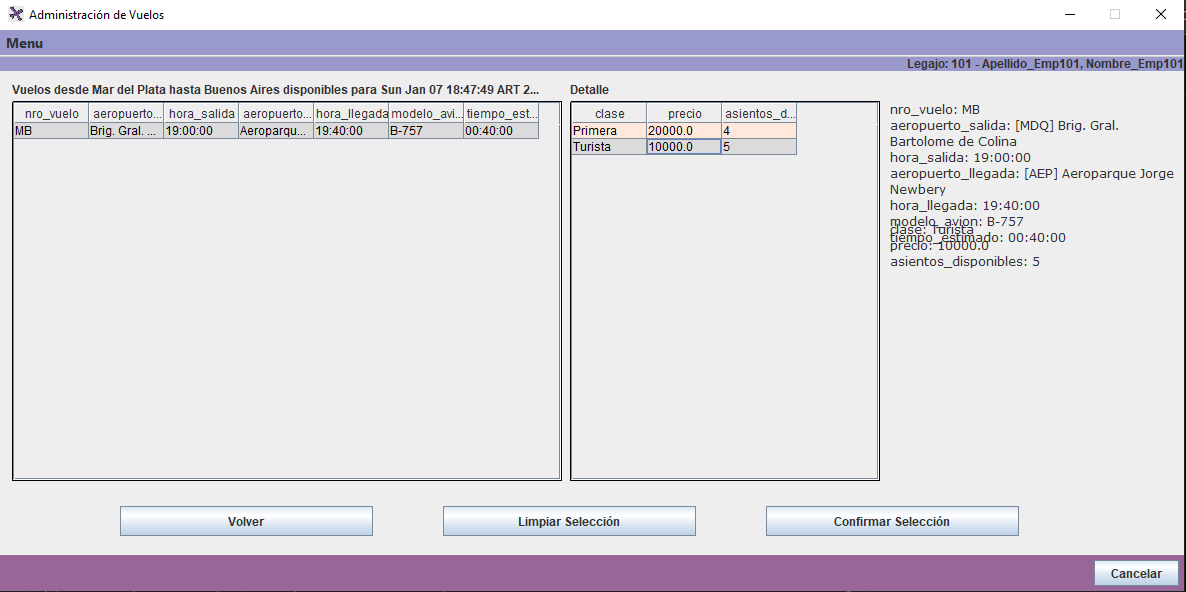 Administración de Vuelos
Menu
Legajo: 101 - Apellido_Emp101, Nombre_Emp101
Vuelos desde Mar del Plata hasta Buenos Aires disponibles para Sun Jan 07 18:47:49 ART 2...
nro_vuelo aeropuerto... hora_salida aeropuerto... hora_llegada modelo_avi... tiempo_est...
MB Brig. Gral. ... 19:00:00 Aeroparqu... 19:40:00 B-757 00:40:00
Detalle
clase precio asientos_d...
Primera 20000.0 4
Turista 10000.0 5
nro_vuelo: MB
aeropuerto_salida: [MDQ] Brig. Gral.
Bartolome de Colina
hora_salida: 19:00:00
aeropuerto_llegada: [AEP] Aeroparque Jorge
Newbery
hora_llegada: 19:40:00
modelo_avion: B-757
clase: Turista
tiempo_estimado: 00:40:00
precio: 10000.0
asientos_disponibles: 5
Volver
Limpiar Selección
Confirmar Selección
Cancelar